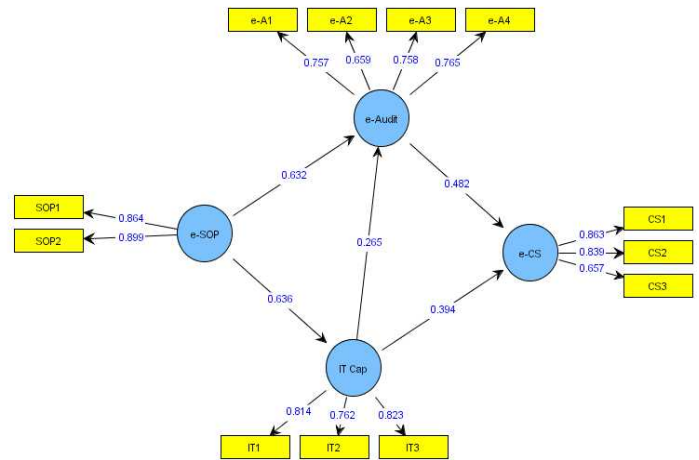 e-A1 e-A2 e-A3 e-A4
0.757 0.659 0.758 0.765
e-Audit
0.632 0.482
SOP1
0.864
SOP2
0.899
e-SOP
0.265
e-CS
0.863
CS1
0.839
CS2
0.657
CS3
0.636 0.394
IT Cap
0.814 0.762 0.823
IT1 IT2 IT3